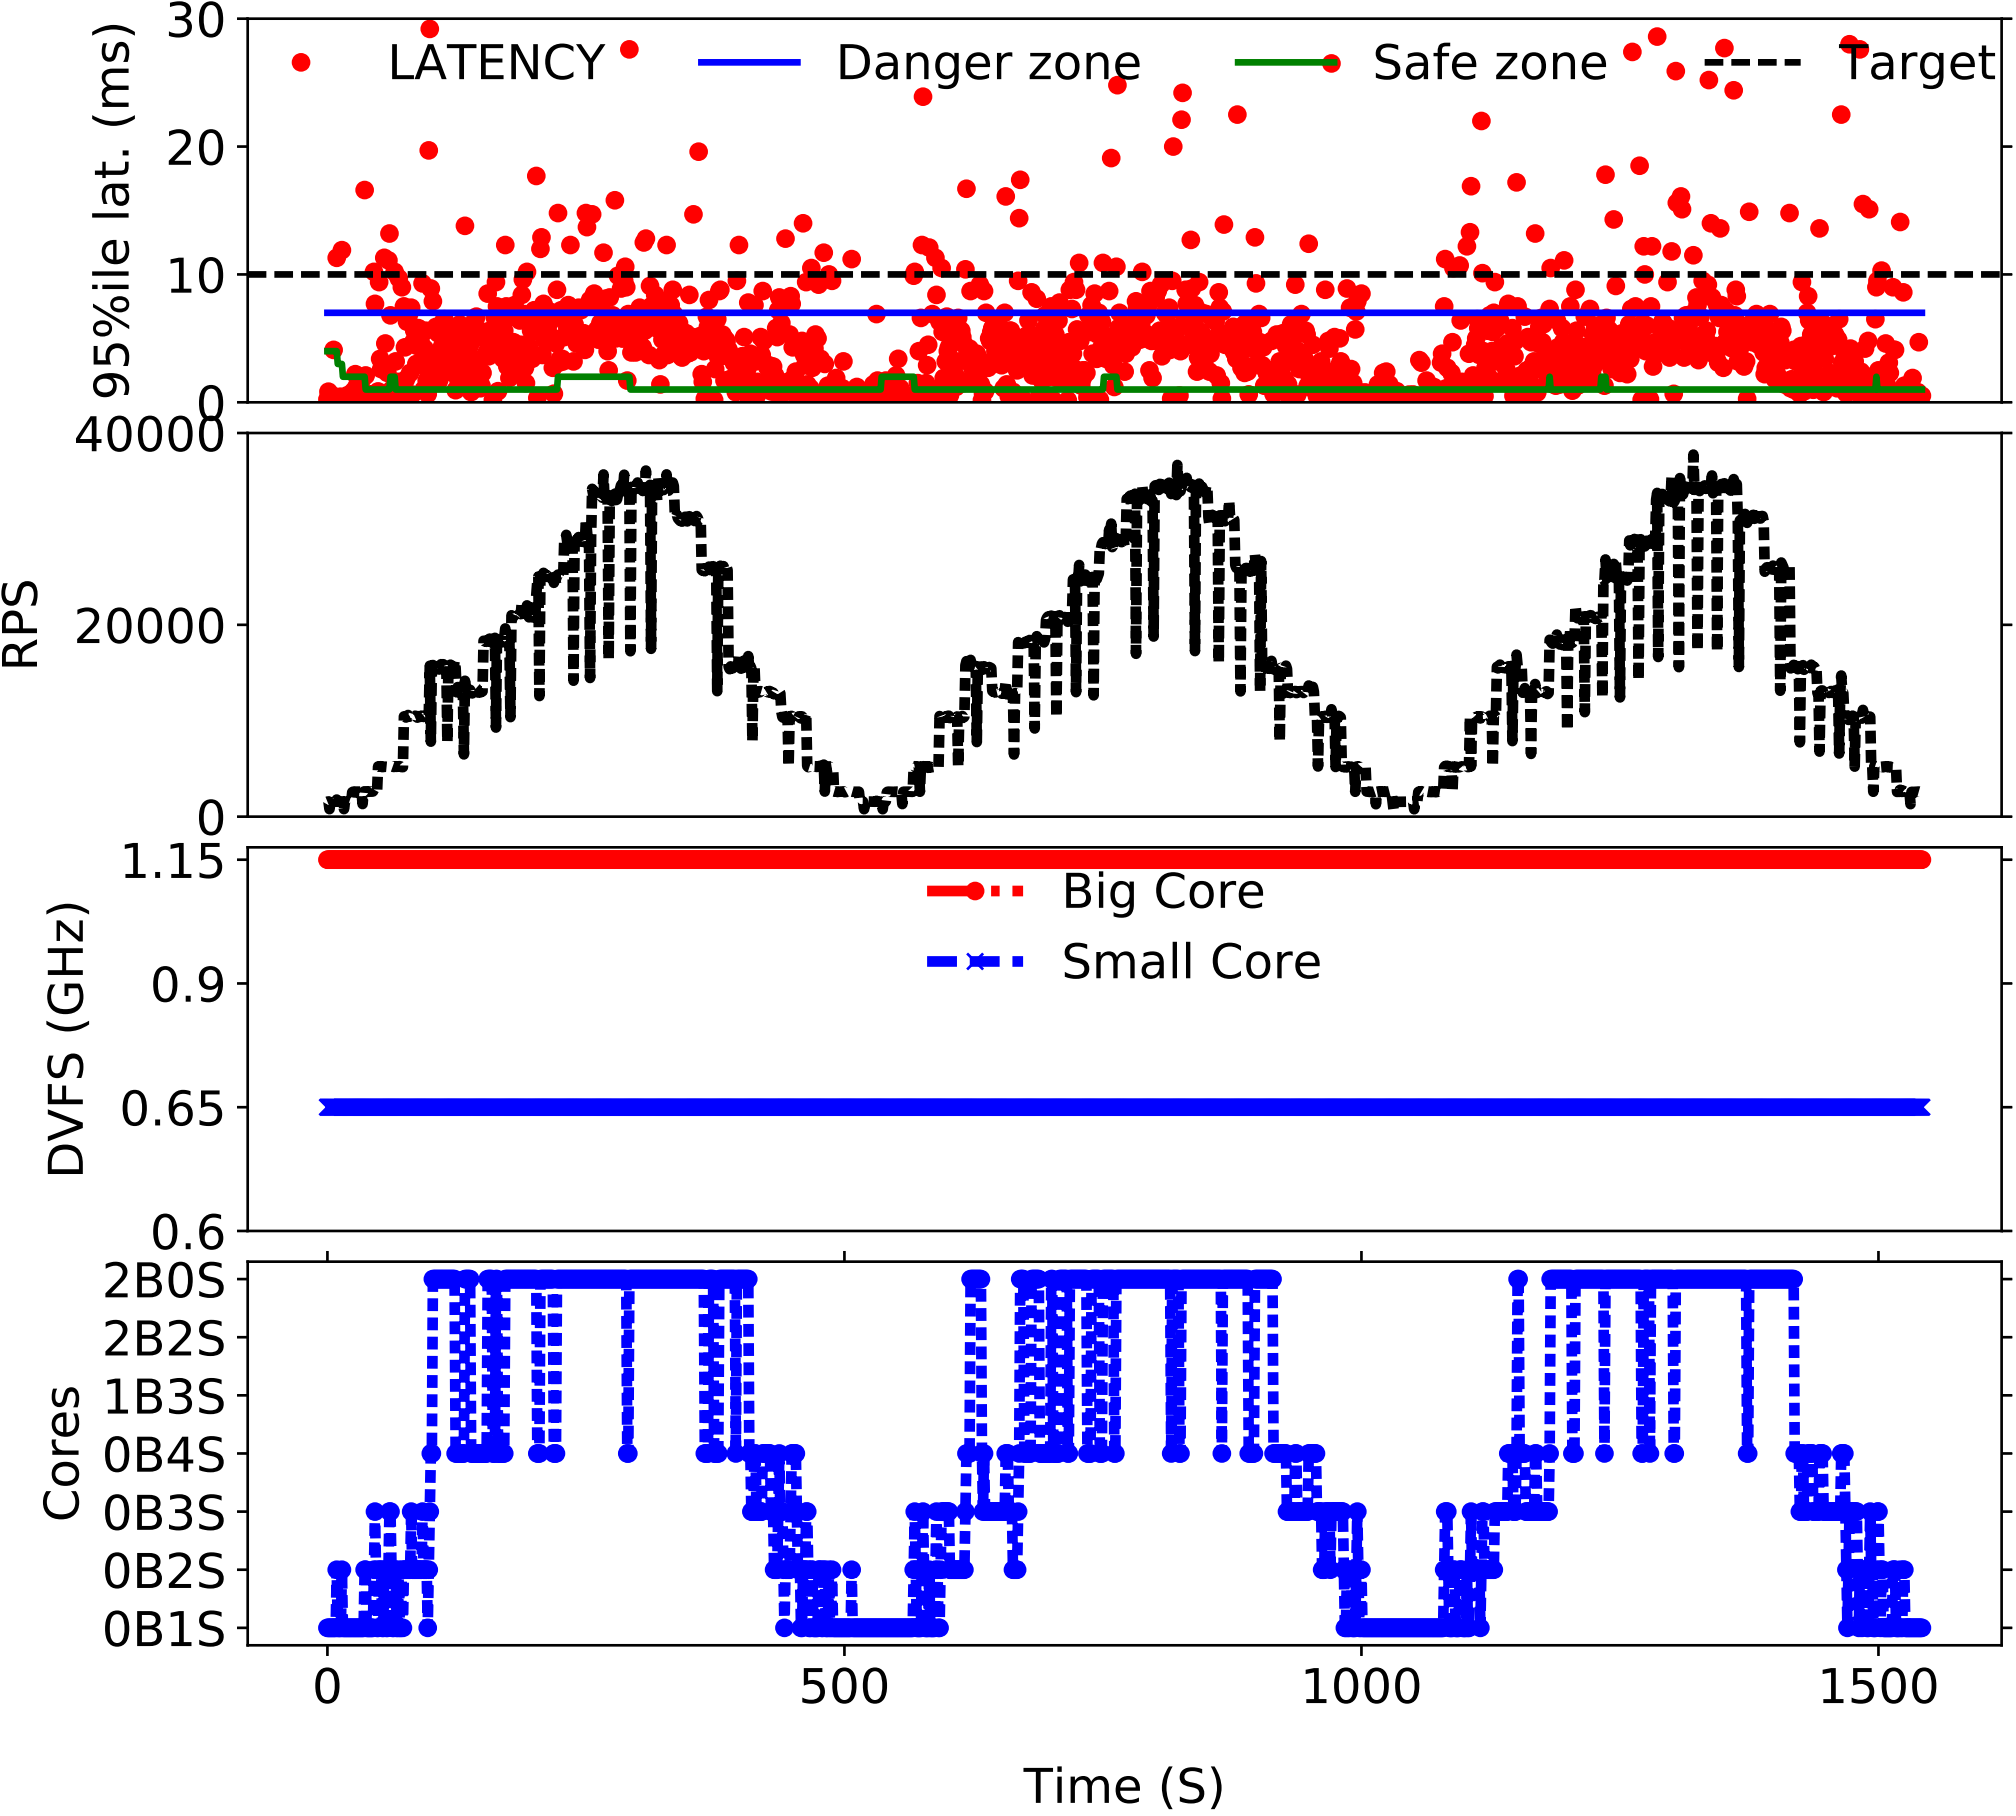 30
20
10
0
95%ile lat. (ms)
LATENCY
Danger zone
Safe zone
Target
40000
20000
0
RPS
1.15
0.9
0.65
0.6
DVFS (GHz)
Big Core
Small Core
2B0S
2B2S
1B3S
0B4S
0B3S
0B2S
0B1S
Cores
0 500 1000 1500
Time (S)